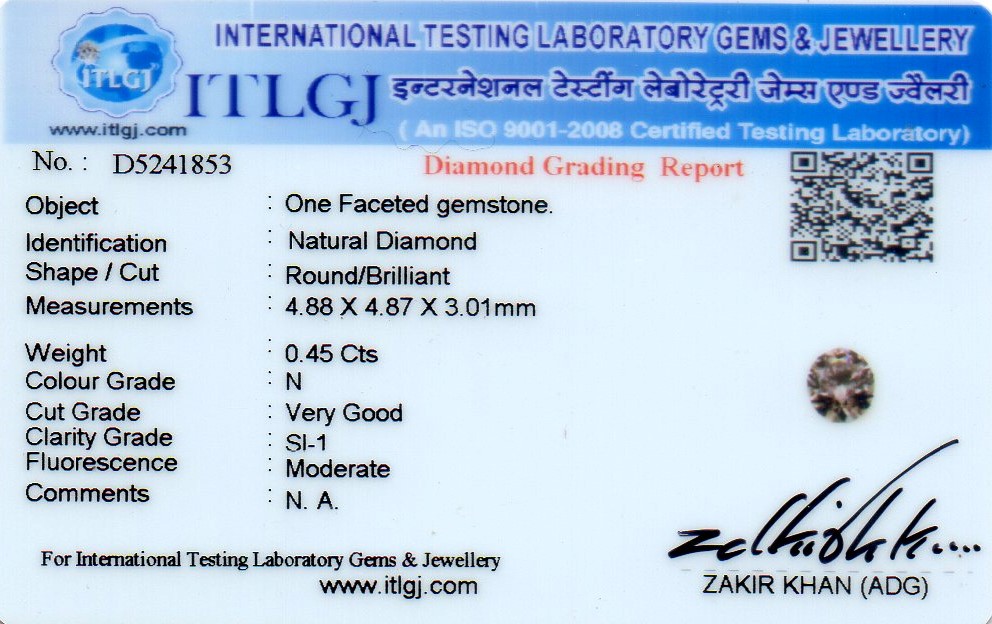 INTERNATIONAL TESTING LABORATORY GEMS & JEWELLERY
ITLGJ
ITLGJ इन्टरनेशनल टेस्टींग लेबोरेट्ररी जेम्स एण्ड ज्वैलरी
www.itlgj.com
( An ISO 9001-2008 Certified Testing Laboratory)
No. : D5241853
Diamond Grading Report
Object : One Faceted gemstone.
Identification : Natural Diamond
Shape / Cut : Round/Brilliant
Measurements : 4.88 X 4.87 X 3.01mm
Weight : 0.45 Cts
Colour Grade : N
Cut Grade : Very Good
Clarity Grade : SI-1
Fluorescence : Moderate
Comments : N. A.
For International Testing Laboratory Gems & Jewellery
www.itlgj.com
ZAKIR KHAN (ADG)